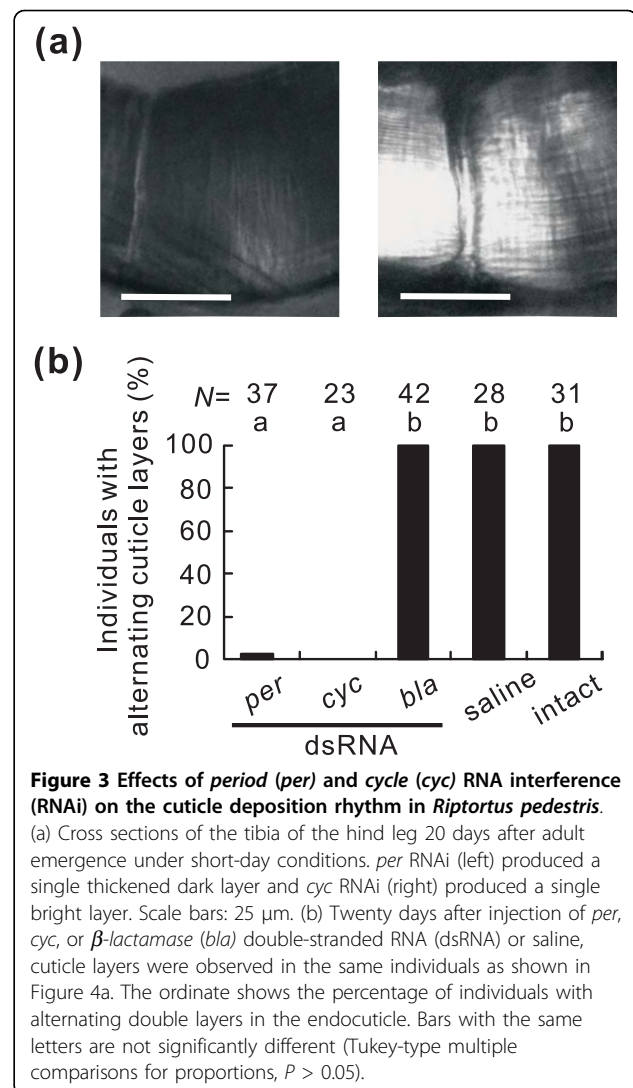 (a)
(b)
N= 37 23 42 28 31
a a b b b
Individuals with
alternating cuticle layers (%)
100
80
60
40
20
0
per cyc bla saline intact
dsRNA
Figure 3 Effects of period (per) and cycle (cyc) RNA interference
(RNAi) on the cuticle deposition rhythm in Riptortus pedestris.
(a) Cross sections of the tibia of the hind leg 20 days after adult
emergence under short-day conditions. per RNAi (left) produced a
single thickened dark layer and cyc RNAi (right) produced a single
bright layer. Scale bars: 25 μm. (b) Twenty days after injection of per,
cyc, or β-lactamase (bla) double-stranded RNA (dsRNA) or saline,
cuticle layers were observed in the same individuals as shown in
Figure 4a. The ordinate shows the percentage of individuals with
alternating double layers in the endocuticle. Bars with the same
letters are not significantly different (Tukey-type multiple
comparisons for proportions, P > 0.05).